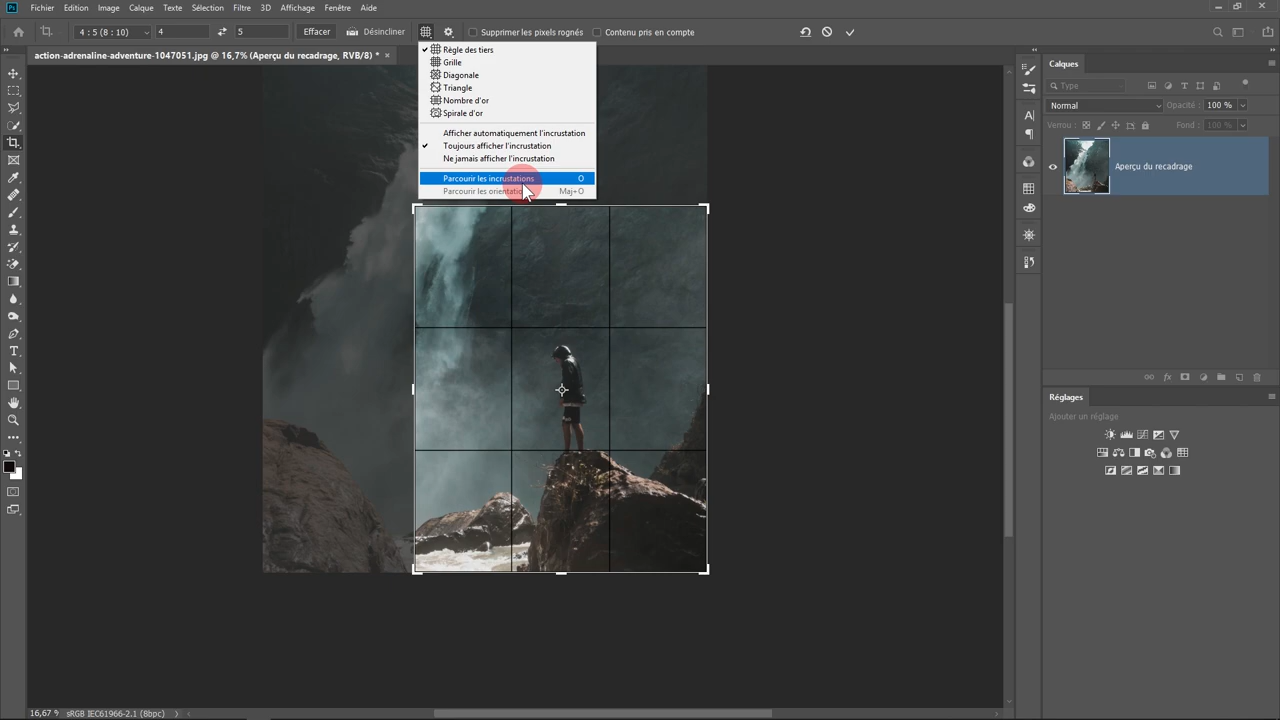 Fichier Edition Image Calque Texte Sélection Filtre 3D Affichage Fenêtre Aide
4 : 5 (8 : 10) 4 5 Effacer Désincliner Supprimer les pixels rognés Contenu pris en compte
action-adrenaline-adventure-1047051.jpg @ 16,7% (Aperçu du recadrage, RVB/8) * ×
Règle des tiers
Grille
Diagonale
Triangle
Nombre d'or
Spirale d'or
Afficher automatiquement l'incrustation
Toujours afficher l'incrustation
Ne jamais afficher l'incrustation
Parcourir les incrustations O
Parcourir les Maj+O
Calques
Type
Normal Opacité : 100 %
Verrou : Fond : 100 %
Aperçu du recadrage
Réglages
Ajouter un réglage
16,67 % sRGB IEC61966-2.1 (8bpc)